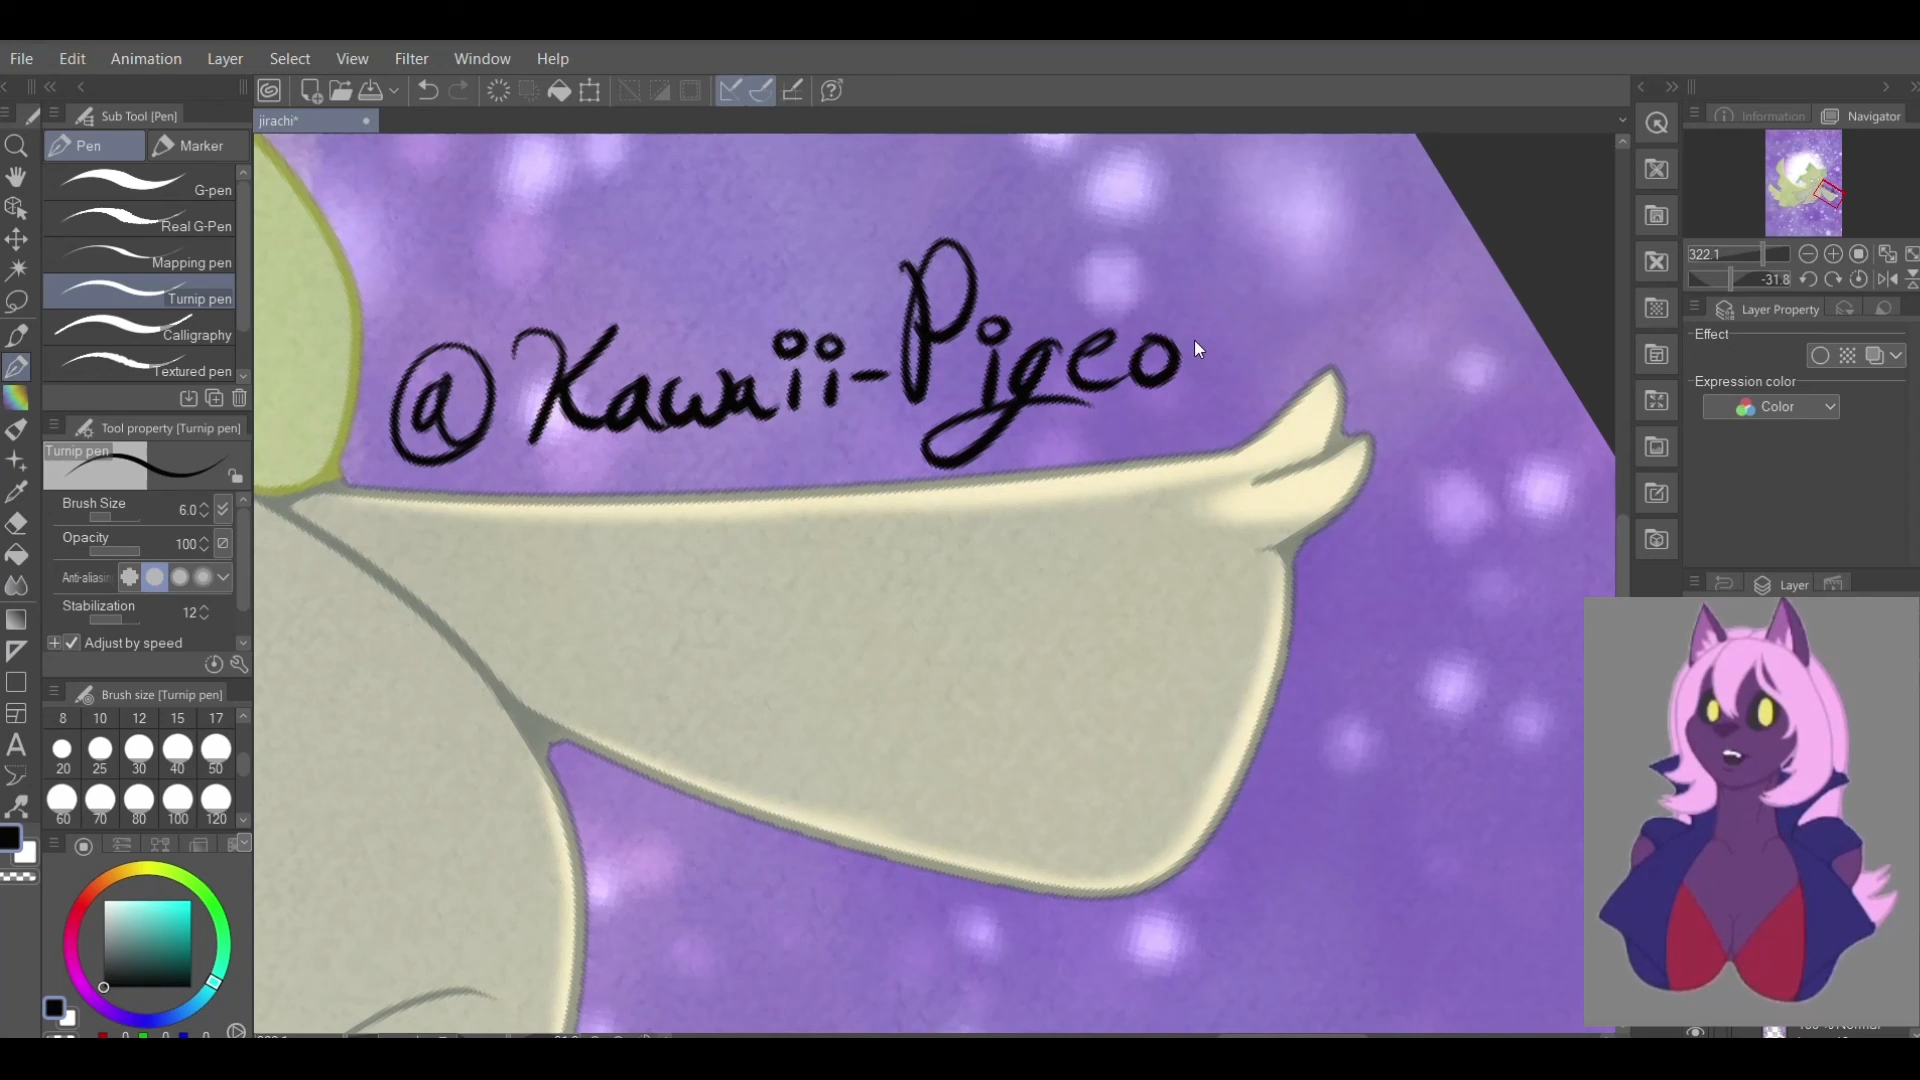 File Edit Animation Layer Select View Filter Window Help
Sub Tool [Pen]
jirachi*
Information Navigator
Pen Marker
G-pen
Real G-Pen
Mapping pen
Turnip pen
Calligraphy
Textured pen
322.1
-31.8
Layer Property
Effect
Expression color
Color
@Kawaii-Pigeo
Tool property [Turnip pen]
Turnip pen
Brush Size 6.0
Opacity 100
Anti-aliasin
Stabilization 12
Adjust by speed
Layer
Brush size [Turnip pen]
8 10 12 15 17
20 25 30 40 50
60 70 80 100 120